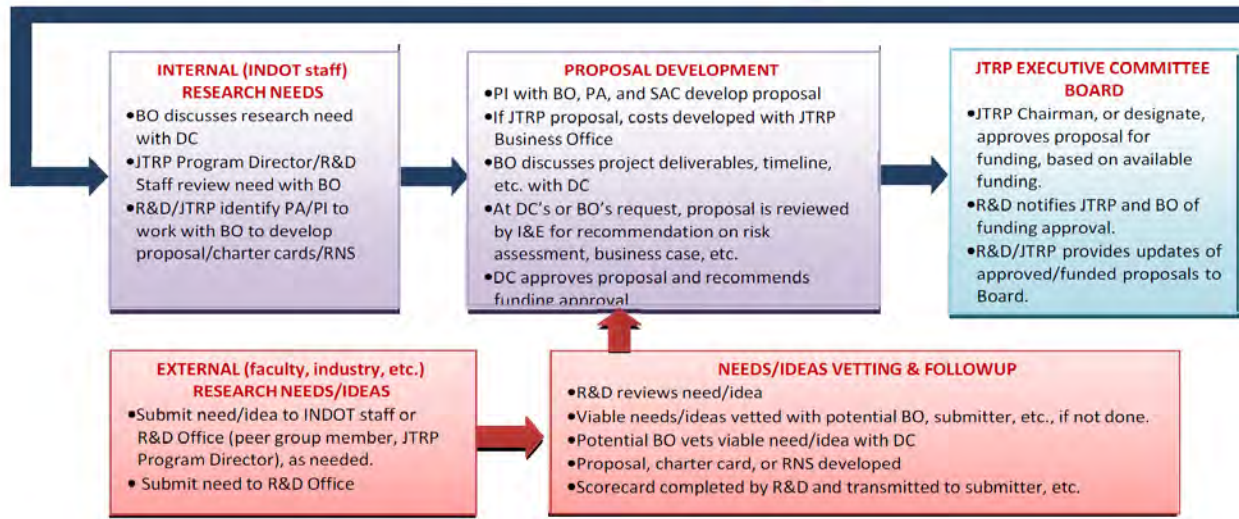 INTERNAL (INDOT staff)
RESEARCH NEEDS
•BO discusses research need
with DC
•JTRP Program Director/R&D
Staff review need with BO
•R&D/JTRP identify PA/PI to
work with BO to develop
proposal/charter cards/RNS
PROPOSAL DEVELOPMENT
•PI with BO, PA, and SAC develop proposal
•If JTRP proposal, costs developed with JTRP
Business Office
•BO discusses project deliverables, timeline,
etc. with DC
•At DC's or BO's request, proposal is reviewed
by I&E for recommendation on risk
assessment, business case, etc.
•DC approves proposal and recommends
funding approval
JTRP EXECUTIVE COMMITTEE
BOARD
•JTRP Chairman, or designate,
approves proposal for
funding, based on available
funding.
•R&D notifies JTRP and BO of
funding approval.
•R&D/JTRP provides updates of
approved/funded proposals to
Board.
EXTERNAL (faculty, industry, etc.)
RESEARCH NEEDS/IDEAS
•Submit need/idea to INDOT staff or
R&D Office (peer group member, JTRP
Program Director), as needed.
• Submit need to R&D Office
NEEDS/IDEAS VETTING & FOLLOWUP
•R&D reviews need/idea
•Viable needs/ideas vetted with potential BO, submitter, etc., if not done.
•Potential BO vets viable need/idea with DC
•Proposal, charter card, or RNS developed
•Scorecard completed by R&D and transmitted to submitter, etc.